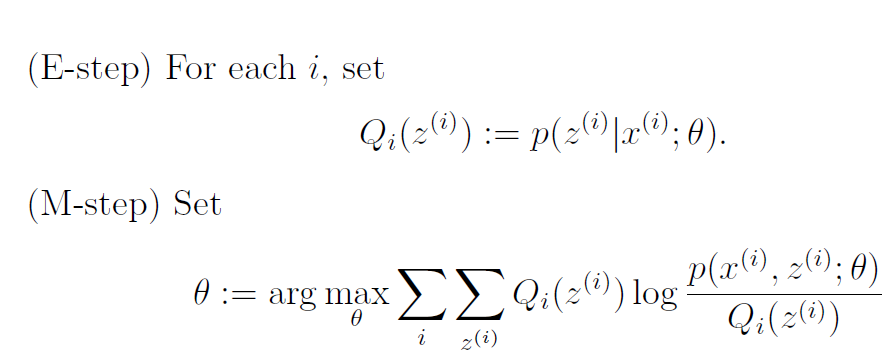 (E-step) For each i, set
Q_i(z^{(i)}) := p(z^{(i)}|x^{(i)}; θ).
(M-step) Set
θ := arg max_θ ∑_i ∑_{z^{(i)}} Q_i(z^{(i)}) log \frac{p(x^{(i)}, z^{(i)}; θ)}{Q_i(z^{(i)})}